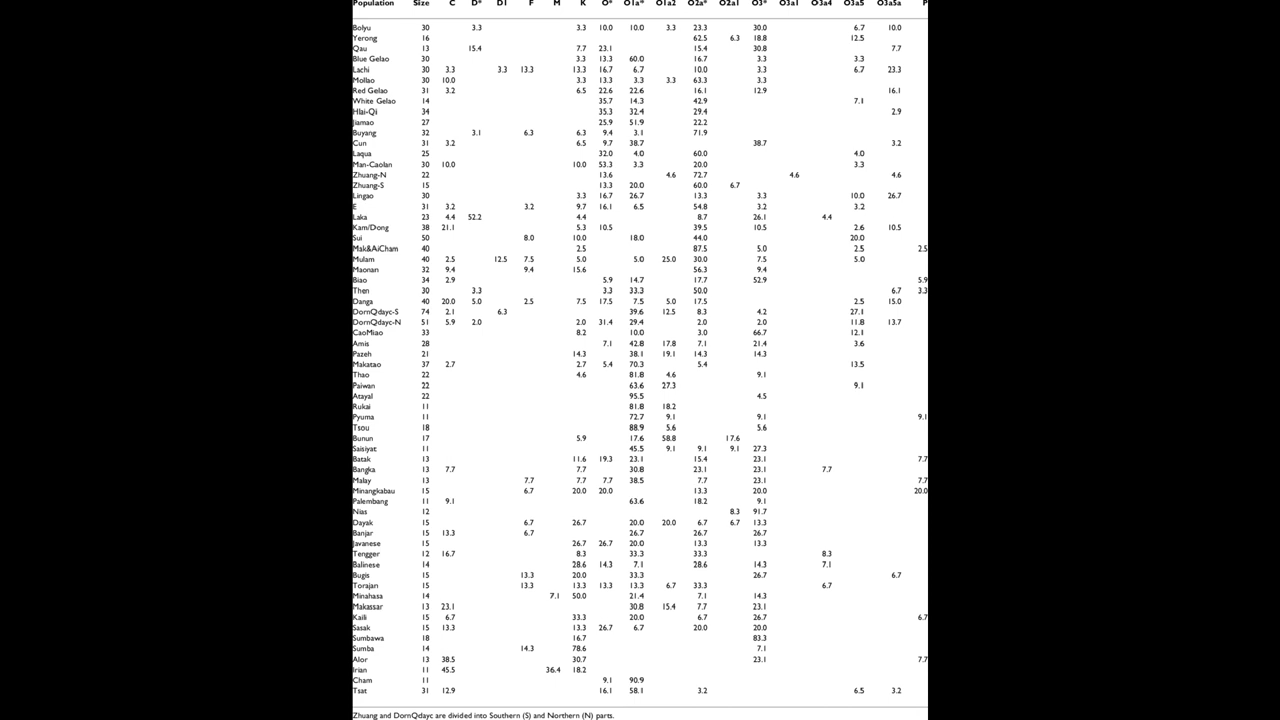 Population Size C D* D1 F M K O* O1a* O1a2 O2a* O2a1 O3* O3a1 O3a4 O3a5 O3a5a P
Bolyu 30 3.3 3.3 10.0 10.0 3.3 23.3 30.0 6.7 10.0
Yerong 16 62.5 6.3 18.8 12.5
Qau 13 15.4 7.7 23.1 15.4 30.8 7.7
Blue Gelao 30 3.3 13.3 60.0 16.7 3.3 3.3
Lachi 30 3.3 3.3 13.3 13.3 16.7 6.7 10.0 3.3 6.7 23.3
Mollao 30 10.0 3.3 13.3 3.3 3.3 63.3 3.3
Red Gelao 31 3.2 6.5 22.6 22.6 16.1 12.9 16.1
White Gelao 14 35.7 14.3 42.9 7.1
Hlai-Qi 34 35.3 32.4 29.4 2.9
Jiamao 27 25.9 51.9 22.2
Buyang 32 3.1 6.3 6.3 9.4 3.1 71.9
Cun 31 3.2 6.5 9.7 38.7 38.7 3.2
Laqua 25 32.0 4.0 60.0 4.0
Man-Caolan 30 10.0 10.0 53.3 3.3 20.0 3.3
Zhuang-N 22 13.6 4.6 72.7 4.6 4.6
Zhuang-S 15 13.3 20.0 60.0 6.7
Lingao 30 3.3 16.7 26.7 13.3 3.3 10.0 26.7
E 31 3.2 3.2 9.7 16.1 6.5 54.8 3.2 3.2
Laka 23 4.4 52.2 4.4 8.7 26.1 4.4
Kam/Dong 38 21.1 5.3 10.5 39.5 10.5 2.6 10.5
Sui 50 8.0 10.0 18.0 44.0 20.0
Mak&AiCham 40 2.5 87.5 5.0 2.5 2.5
Mulam 40 2.5 12.5 7.5 5.0 5.0 25.0 30.0 7.5 5.0
Maonan 32 9.4 9.4 15.6 56.3 9.4
Biao 34 2.9 5.9 14.7 17.7 52.9 5.9
Then 30 3.3 3.3 33.3 50.0 6.7 3.3
Danga 40 20.0 5.0 2.5 7.5 17.5 7.5 5.0 17.5 2.5 15.0
DornQdayc-S 74 2.1 6.3 39.6 12.5 8.3 4.2 27.1
DornQdayc-N 51 5.9 2.0 2.0 31.4 29.4 2.0 2.0 11.8 13.7
CaoMiao 33 8.2 10.0 3.0 66.7 12.1
Amis 28 7.1 42.8 17.8 7.1 21.4 3.6
Pazeh 21 14.3 38.1 19.1 14.3 14.3
Makatao 37 2.7 2.7 5.4 70.3 5.4 13.5
Thao 22 4.6 81.8 4.6 9.1
Paiwan 22 63.6 27.3 9.1
Atayal 22 95.5 4.5
Rukai 11 81.8 18.2
Pyuma 11 72.7 9.1 9.1 9.1
Tsou 18 88.9 5.6 5.6
Bunun 17 5.9 17.6 58.8 17.6
Saisiyat 11 45.5 9.1 9.1 9.1 27.3
Batak 13 11.6 19.3 23.1 15.4 23.1 7.7
Bangka 13 7.7 7.7 30.8 23.1 23.1 7.7
Malay 13 7.7 7.7 7.7 38.5 7.7 23.1 7.7
Minangkabau 15 6.7 20.0 20.0 13.3 20.0 20.0
Palembang 11 9.1 63.6 18.2 9.1
Nias 12 8.3 91.7
Dayak 15 6.7 26.7 20.0 20.0 6.7 6.7 13.3
Banjar 15 13.3 6.7 26.7 26.7 26.7
Javanese 15 26.7 26.7 20.0 13.3 13.3
Tengger 12 16.7 8.3 33.3 33.3 8.3
Balinese 14 28.6 14.3 7.1 28.6 14.3 7.1
Bugis 15 13.3 20.0 33.3 26.7 6.7
Torajan 15 13.3 13.3 13.3 13.3 6.7 33.3 6.7
Minahasa 14 7.1 50.0 21.4 7.1 14.3
Makassar 13 23.1 30.8 15.4 7.7 23.1
Kaili 15 6.7 33.3 20.0 6.7 26.7 6.7
Sasak 15 13.3 13.3 26.7 6.7 20.0 20.0
Sumbawa 18 16.7 83.3
Sumba 14 14.3 78.6 7.1
Alor 13 38.5 30.7 23.1 7.7
Irian 11 45.5 36.4 18.2
Cham 11 9.1 90.9
Tsat 31 12.9 16.1 58.1 3.2 6.5 3.2
Zhuang and DornQdayc are divided into Southern (S) and Northern (N) parts.